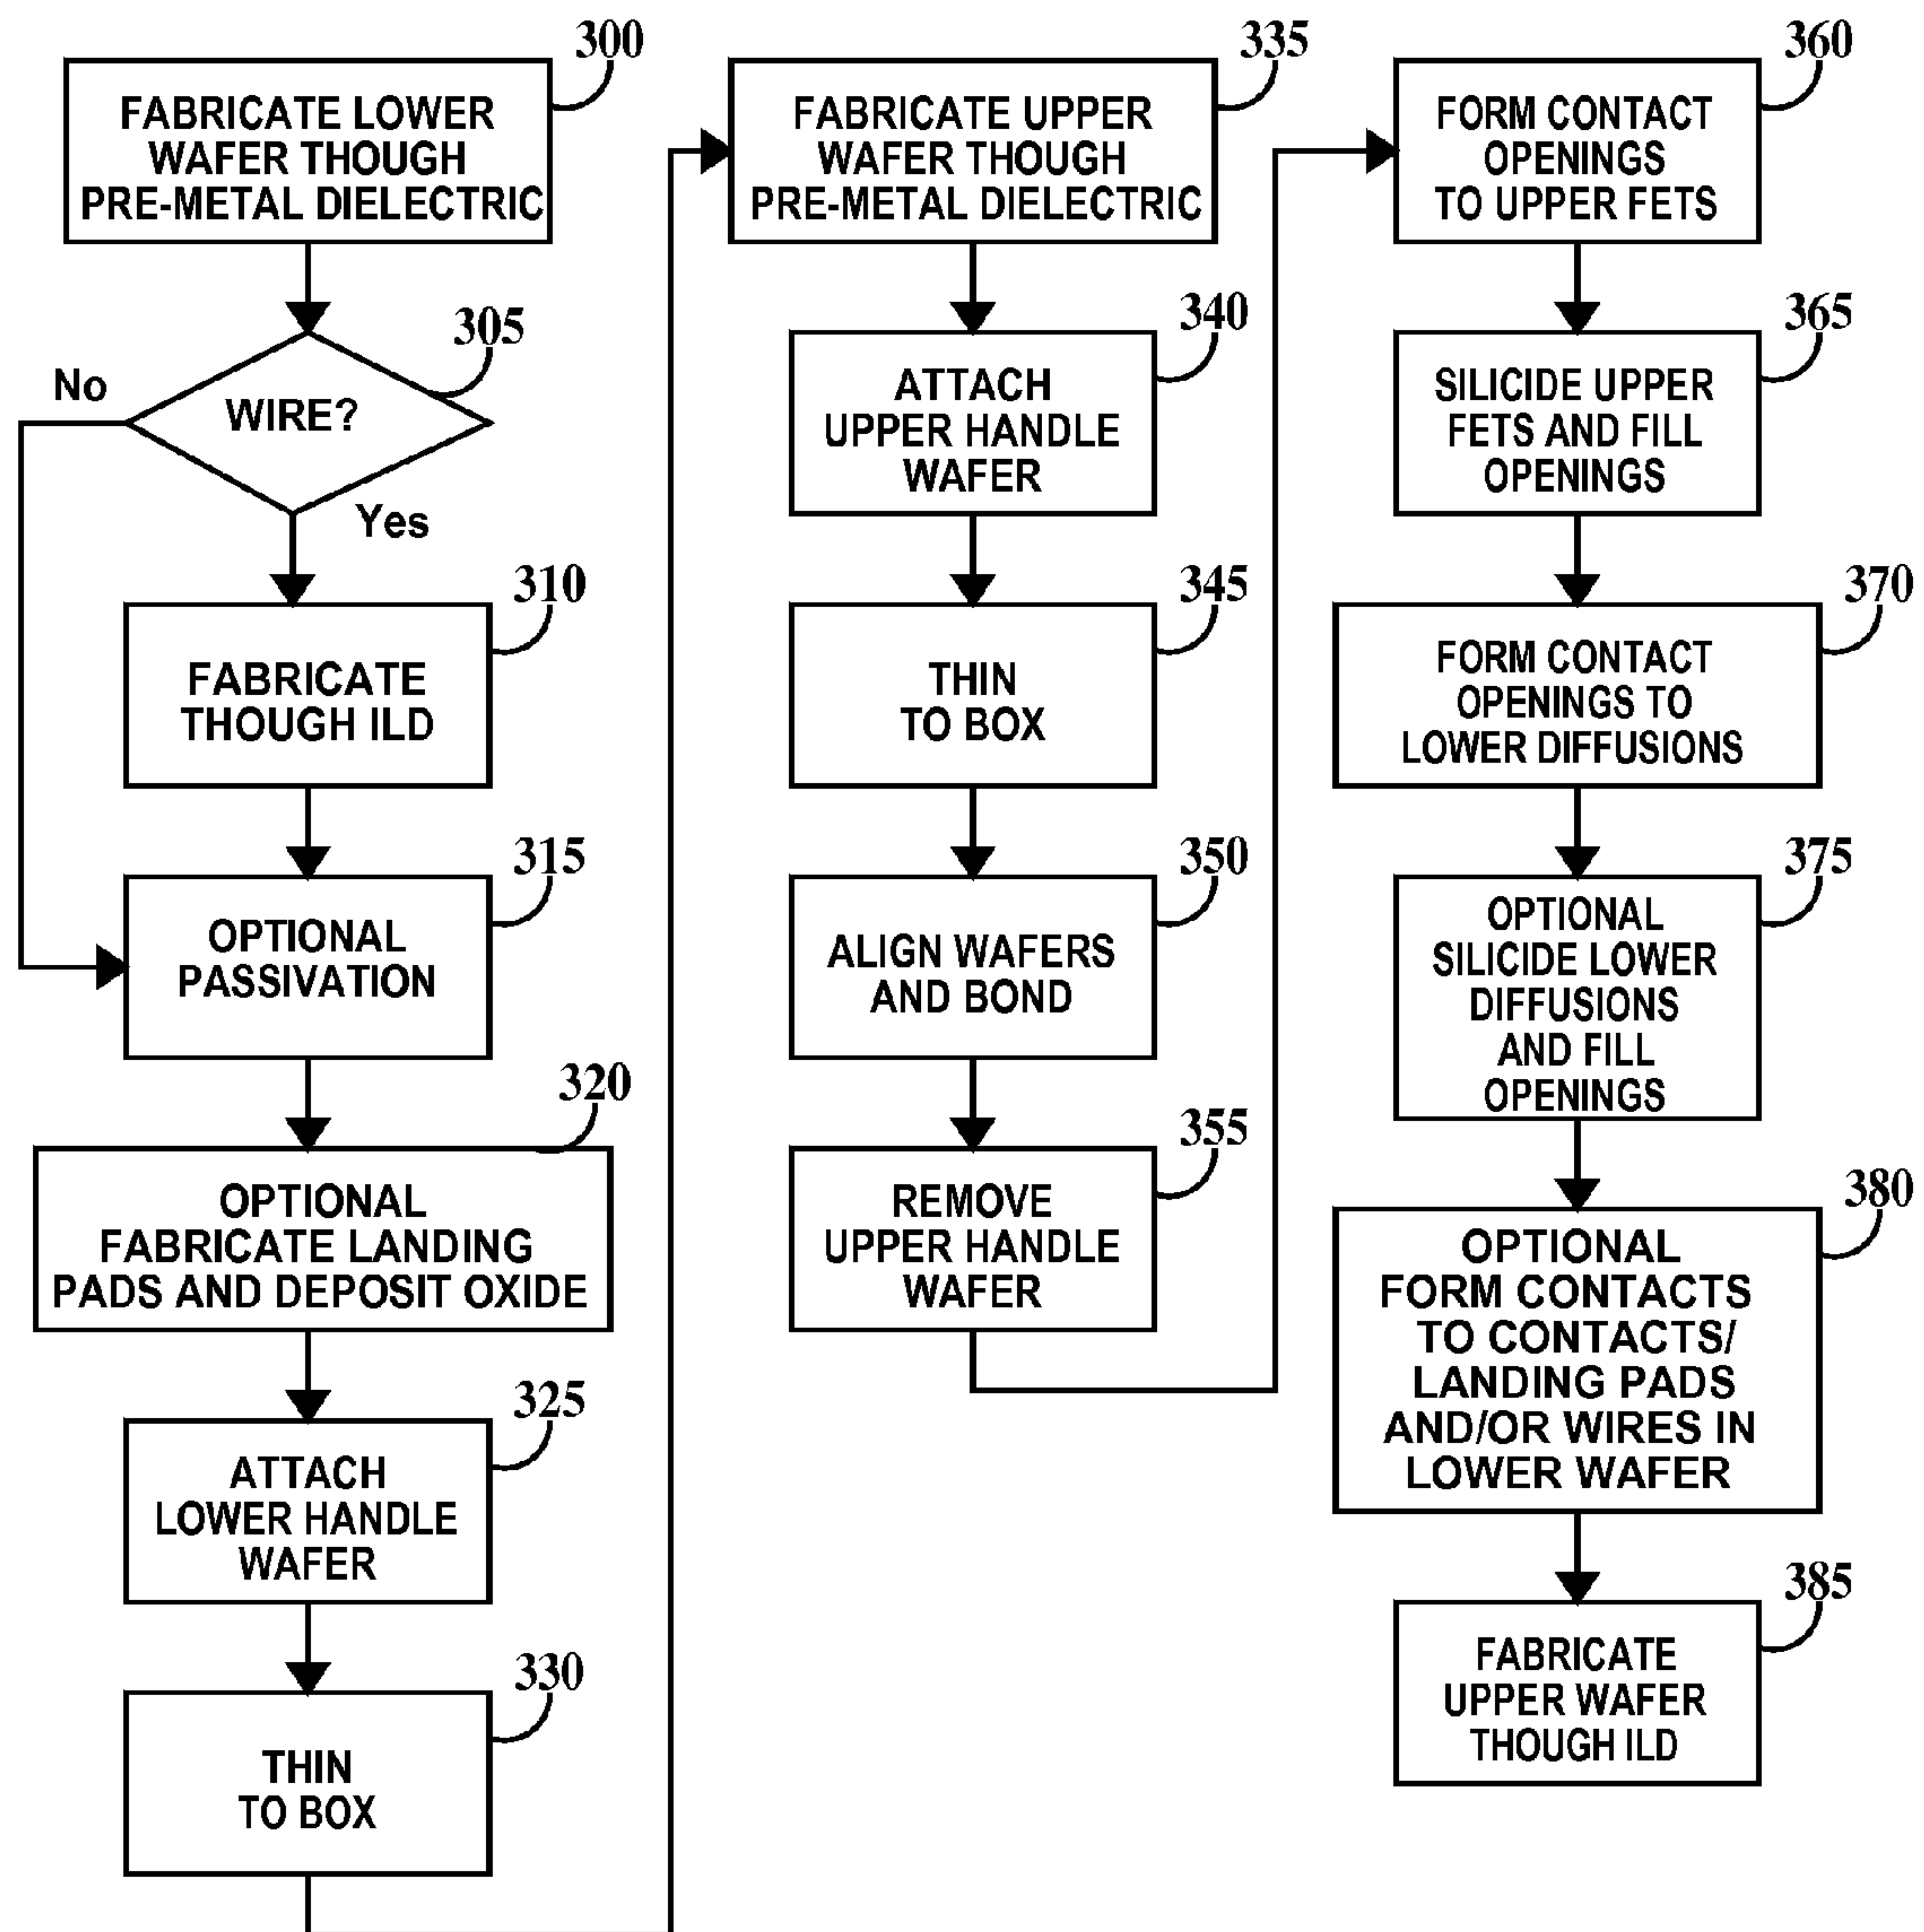 300
FABRICATE LOWER
WAFER THOUGH
PRE-METAL DIELECTRIC
305
No
WIRE?
Yes
310
FABRICATE
THOUGH ILD
315
OPTIONAL
PASSIVATION
320
OPTIONAL
FABRICATE LANDING
PADS AND DEPOSIT OXIDE
325
ATTACH
LOWER HANDLE
WAFER
330
THIN
TO BOX
335
FABRICATE UPPER
WAFER THOUGH
PRE-METAL DIELECTRIC
340
ATTACH
UPPER HANDLE
WAFER
345
THIN
TO BOX
350
ALIGN WAFERS
AND BOND
355
REMOVE
UPPER HANDLE
WAFER
360
FORM CONTACT
OPENINGS
TO UPPER FETS
365
SILICIDE UPPER
FETS AND FILL
OPENINGS
370
FORM CONTACT
OPENINGS TO
LOWER DIFFUSIONS
375
OPTIONAL
SILICIDE LOWER
DIFFUSIONS
AND FILL
OPENINGS
380
OPTIONAL
FORM CONTACTS
TO CONTACTS/
LANDING PADS
AND/OR WIRES IN
LOWER WAFER
385
FABRICATE
UPPER WAFER
THOUGH ILD